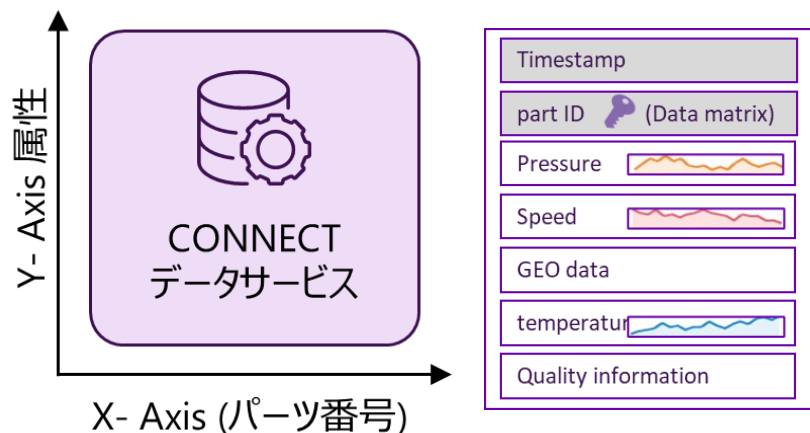 Y- Axis 属性
CONNECT
データサービス
X- Axis (パーツ番号)
Timestamp
part ID (Data matrix)
Pressure
Speed
GEO data
temperatur
Quality information